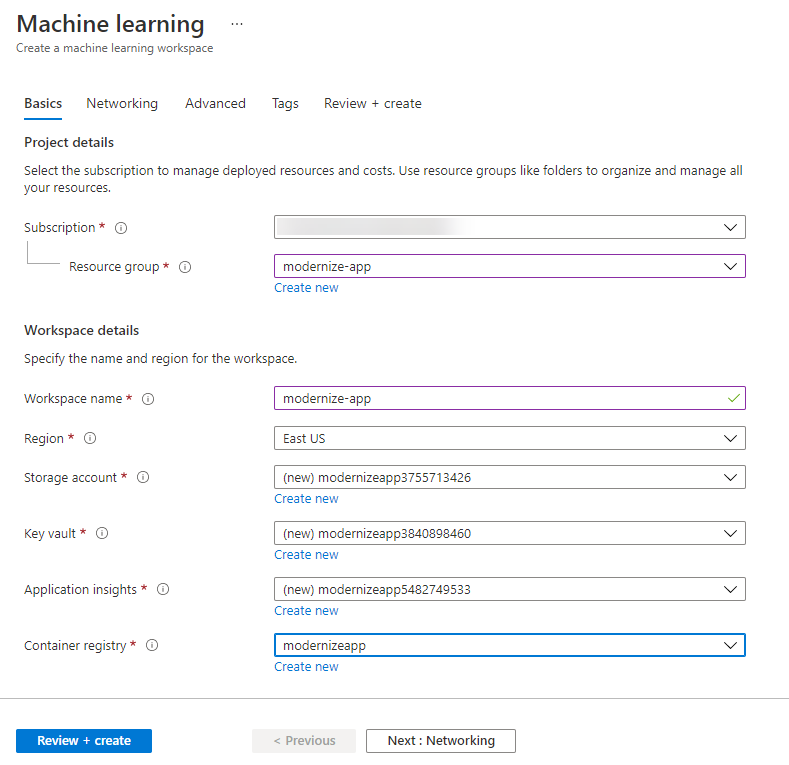 Machine learning ...
Create a machine learning workspace
Basics Networking Advanced Tags Review + create
Project details
Select the subscription to manage deployed resources and costs. Use resource groups like folders to organize and manage all
your resources.
Subscription *
Resource group * modernize-app
Create new
Workspace details
Specify the name and region for the workspace.
Workspace name * modernize-app
Region * East US
Storage account * (new) modernizeapp3755713426
Create new
Key vault * (new) modernizeapp3840898460
Create new
Application insights * (new) modernizeapp5482749533
Create new
Container registry * modernizeapp
Create new
Review + create < Previous Next : Networking